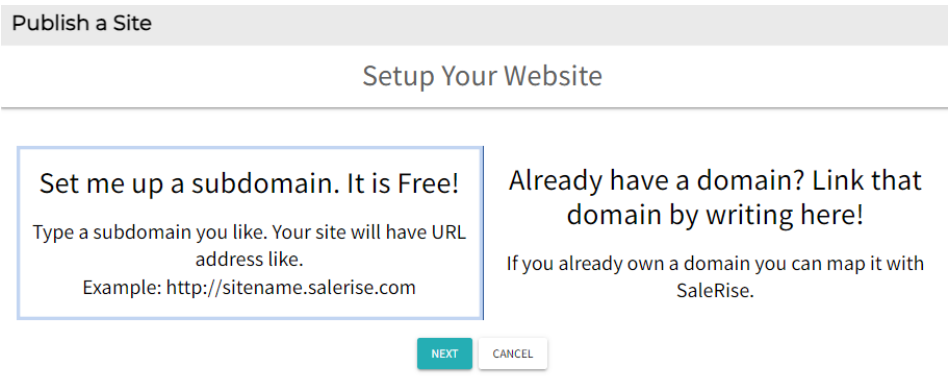 Publish a Site
Setup Your Website
Set me up a subdomain. It is Free!
Type a subdomain you like. Your site will have URL
address like.
Example: http://sitename.salerise.com
Already have a domain? Link that
domain by writing here!
If you already own a domain you can map it with
SaleRise.
NEXT
CANCEL